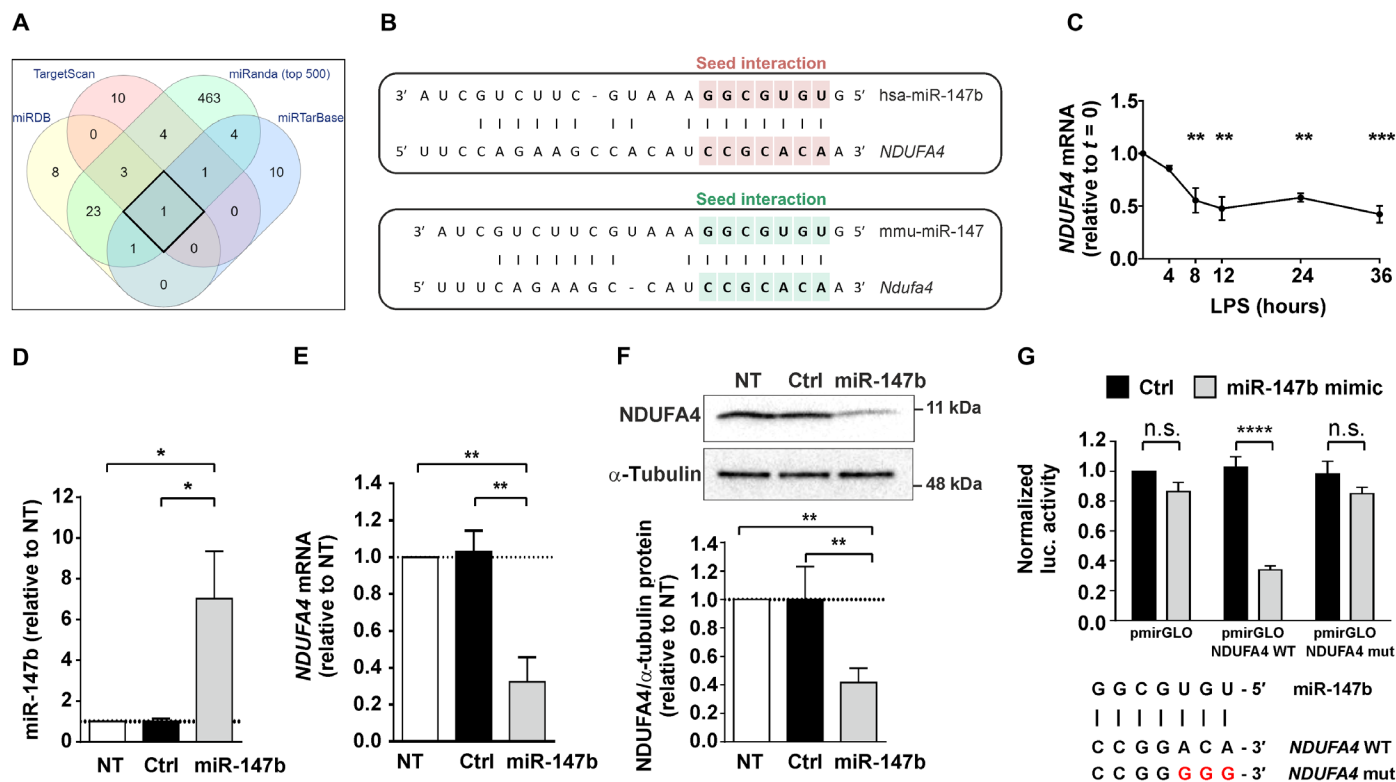 A
TargetScan
miRanda (top 500)
miRDB
miRTarBase
10
463
0
4
4
8
3
1
10
23
1
0
1
0
0
B
Seed interaction
3′ A U C G U C U U C - G U A A A G G C G U G U G 5′ hsa-miR-147b
5′ U U C C A G A A G C C A C A U C C G C A C A A 3′ NDUFA4
Seed interaction
3′ A U C G U C U U C G U A A A G G C G U G U G 5′ mmu-miR-147
5′ U U U C A G A A G C - C A U C C G C A C A A 3′ Ndufa4
C
NDUFA4 mRNA
(relative to t = 0)
1.5
1.0
0.5
0.0
** ** ** ***
4 8 12 24 36
LPS (hours)
D
miR-147b (relative to NT)
12
10
8
6
4
2
0
*
*
NT Ctrl miR-147b
E
NDUFA4 mRNA
(relative to NT)
1.4
1.2
1.0
0.8
0.6
0.4
0.2
0.0
**
**
NT Ctrl miR-147b
F
NT Ctrl miR-147b
NDUFA4
11 kDa
α-Tubulin
48 kDa
NDUFA4/α-tubulin protein
(relative to NT)
1.4
1.2
1.0
0.8
0.6
0.4
0.2
0.0
**
**
NT Ctrl miR-147b
G
Ctrl miR-147b mimic
Normalized
luc. activity
1.2
1.0
0.8
0.6
0.4
0.2
0.0
n.s. **** n.s.
pmirGLO
pmirGLO
NDUFA4 WT
pmirGLO
NDUFA4 mut
G G C G U G U - 5′ miR-147b
C C G G A C A - 3′ NDUFA4 WT
C C G G G G G - 3′ NDUFA4 mut